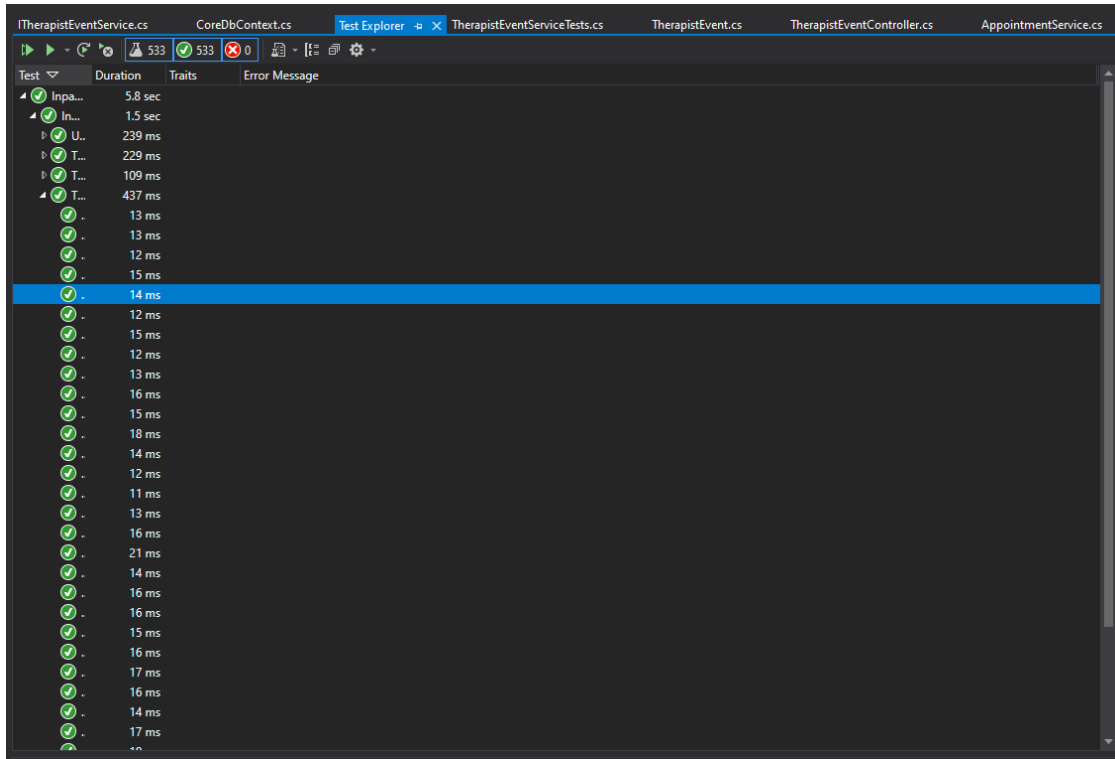 ITherapistEventService.cs CoreDbContext.cs Test Explorer TherapistEventServiceTests.cs TherapistEvent.cs TherapistEventController.cs AppointmentService.cs
533 533 0
Test Duration Traits Error Message
Inpa... 5.8 sec
In... 1.5 sec
U... 239 ms
T... 229 ms
T... 109 ms
T... 437 ms
. 13 ms
. 13 ms
. 12 ms
. 15 ms
. 14 ms
. 12 ms
. 15 ms
. 12 ms
. 13 ms
. 16 ms
. 15 ms
. 18 ms
. 14 ms
. 12 ms
. 11 ms
. 13 ms
. 16 ms
. 21 ms
. 14 ms
. 16 ms
. 16 ms
. 15 ms
. 16 ms
. 17 ms
. 16 ms
. 14 ms
. 17 ms